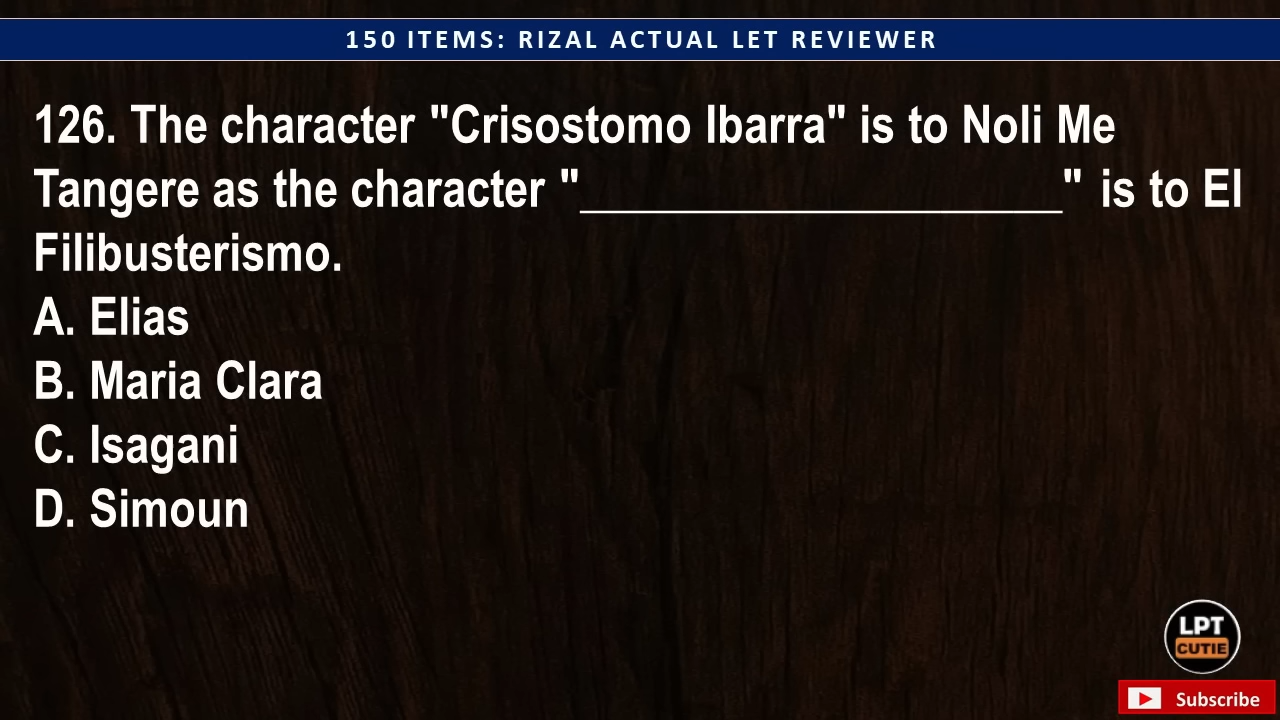 150 ITEMS: RIZAL ACTUAL LET REVIEWER
126. The character "Crisostomo Ibarra" is to Noli Me
Tangere as the character "____________________" is to El
Filibusterismo.
A. Elias
B. Maria Clara
C. Isagani
D. Simoun
LPT
CUTIE
Subscribe